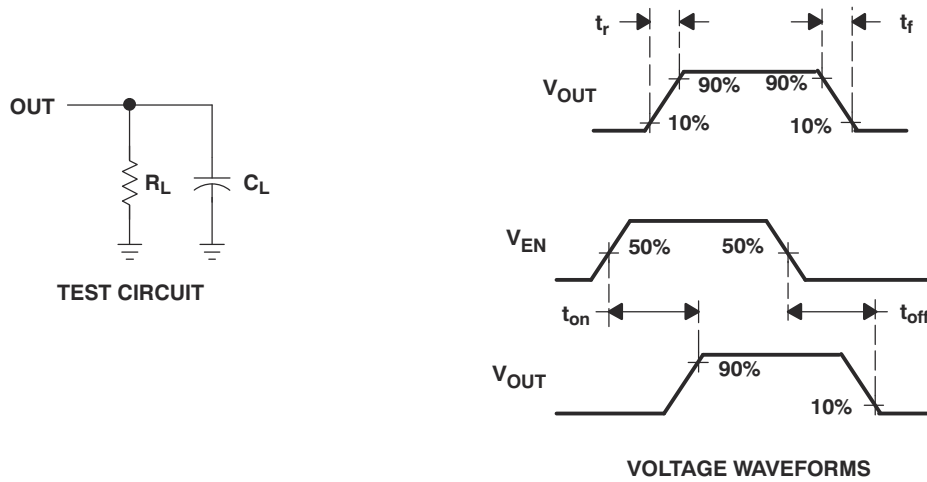 OUT
R_L
C_L
TEST CIRCUIT
t_r
t_f
V_OUT
90%
90%
10%
10%
V_EN
50%
50%
t_on
t_off
V_OUT
90%
10%
VOLTAGE WAVEFORMS